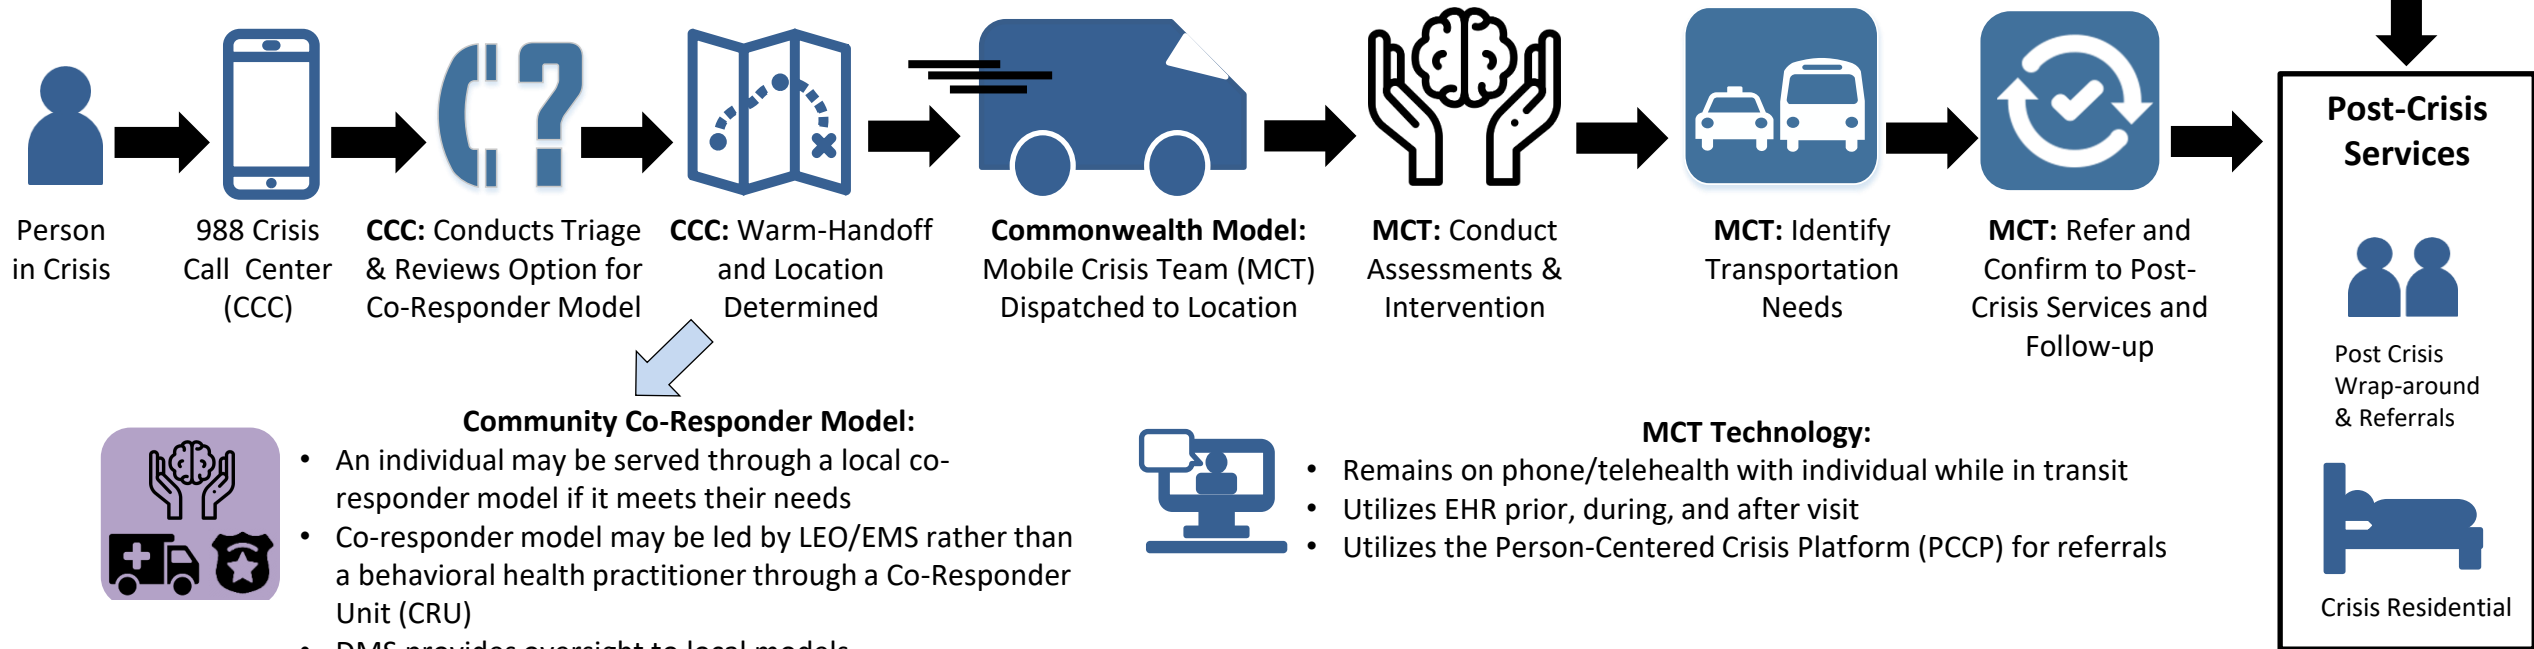 Person
in Crisis
988 Crisis
Call Center
(CCC)
CCC: Conducts Triage
& Reviews Option for
Co-Responder Model
CCC: Warm-Handoff
and Location
Determined
Commonwealth Model:
Mobile Crisis Team (MCT)
Dispatched to Location
MCT: Conduct
Assessments &
Intervention
MCT: Identify
Transportation
Needs
MCT: Refer and
Confirm to Post-
Crisis Services and
Follow-up
Post-Crisis
Services
Post Crisis
Wrap-around
& Referrals
Crisis Residential
Community Co-Responder Model:
• An individual may be served through a local co-
responder model if it meets their needs
• Co-responder model may be led by LEO/EMS rather than
a behavioral health practitioner through a Co-Responder
Unit (CRU)
• DMS provides oversight to local models
MCT Technology:
• Remains on phone/telehealth with individual while in transit
• Utilizes EHR prior, during, and after visit
• Utilizes the Person-Centered Crisis Platform (PCCP) for referrals